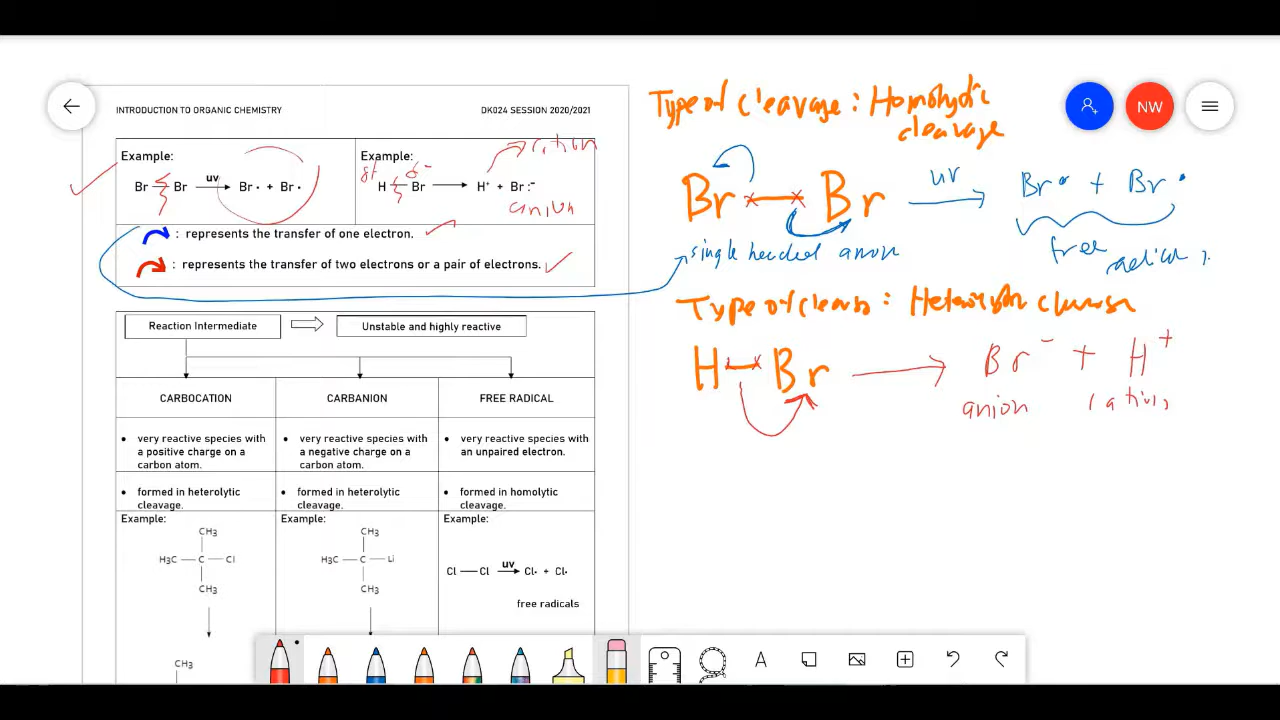 INTRODUCTION TO ORGANIC CHEMISTRY
DK024 SESSION 2020/2021
Example:
Br Br uv Br· + Br·
Example:
δ+ δ-
H Br H+ + Br:-
cation
anion
: represents the transfer of one electron.
: represents the transfer of two electrons or a pair of electrons.
Reaction Intermediate
Unstable and highly reactive
CARBOCATION
CARBANION
FREE RADICAL
• very reactive species with
a positive charge on a
carbon atom.
• very reactive species with
a negative charge on a
carbon atom.
• very reactive species with
an unpaired electron.
• formed in heterolytic
cleavage.
• formed in heterolytic
cleavage.
• formed in homolytic
cleavage.
Example:
CH3
H3C — C — Cl
CH3
CH3
Example:
CH3
H3C — C — Li
CH3
Example:
Cl — Cl uv Cl· + Cl·
free radicals
Type of cleavage : Homolytic
cleavage
Br Br uv Br• + Br•
single headed
free
radical
Type of : 
H Br Br- + H+
anion
NW
A